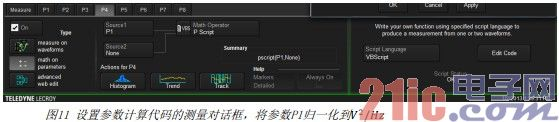 Measure P1 P2 P3 P4 P5 P6 P7 P8
OK Cancel Apply
On
Type
measure on
waveforms
math on
parameters
advanced
web edit
Source1
P1
Source2
None
Math Operator
P Script
Summary
pscript(P1,None)
Actions for P4
Histogram
Trend
Track
Help
Markers
Detailed
Always On
Write your own function using specified script language to
produce a measurement from one or two waveforms.
Script Language
VBScript
Edit Code
Script Status
TELEDYNE LECROY
21ic电子网
图11 设置参数计算代码的测量对话框，将参数P1归一化到V²/Hz